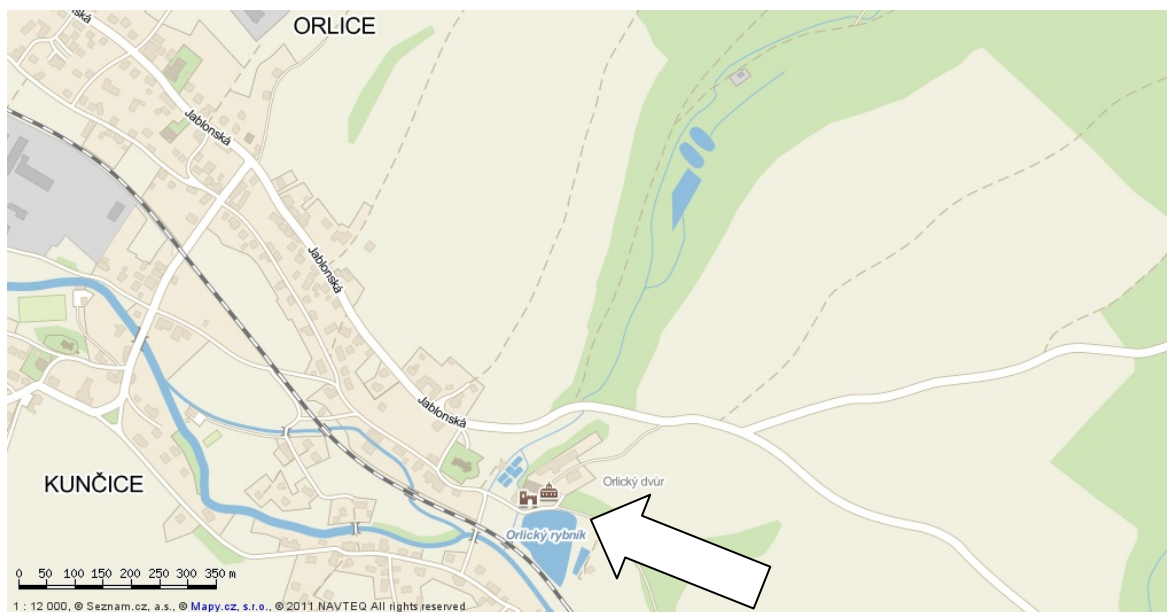 ORLICE
Jablonská
Jablonská
Jablonská
KUNČICE
Orlický dvůr
Orlický rybník
0 50 100 150 200 250 300 350 m
1 : 12 000, © Seznam.cz, a.s., © Mapy.cz, s.r.o., © 2011 NAVTEQ All rights reserved